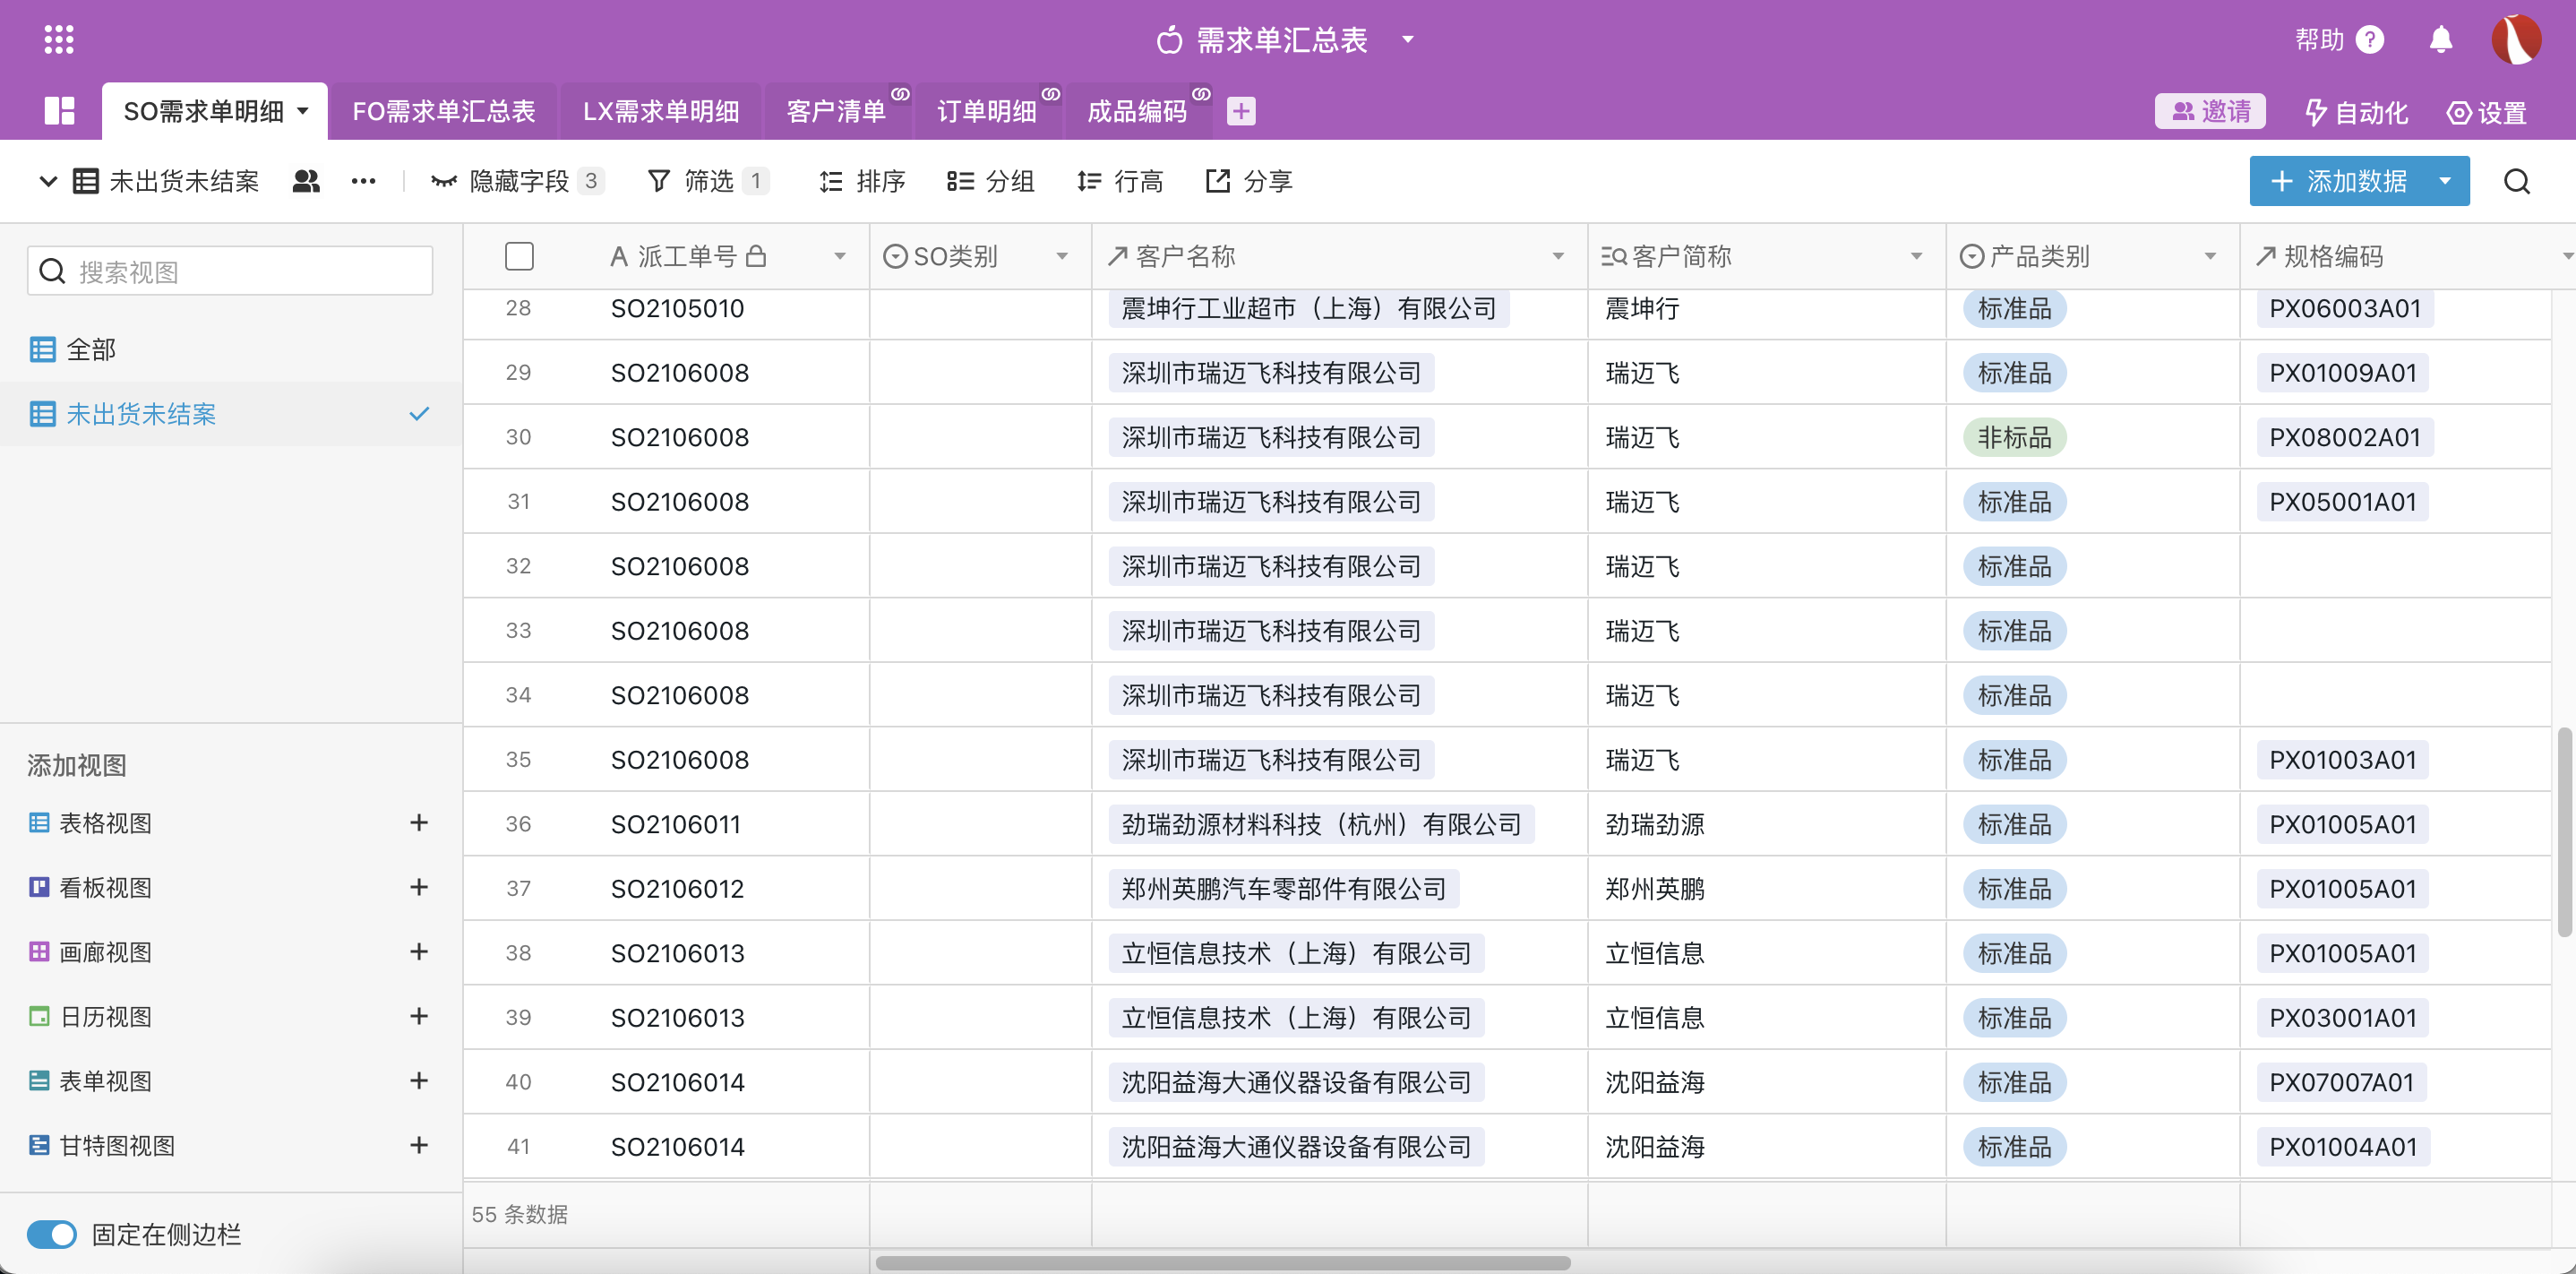 需求单汇总表
帮助
SO需求单明细 FO需求单汇总表 LX需求单明细 客户清单 订单明细 成品编码
邀请 自动化 设置
未出货未结案 隐藏字段 3 筛选 1 排序 分组 行高 分享 添加数据
搜索视图
全部
未出货未结案
添加视图
表格视图
看板视图
画廊视图
日历视图
表单视图
甘特图视图
固定在侧边栏
A 派工单号 SO类别 客户名称 客户简称 产品类别 规格编码
28 SO2105010 震坤行工业超市（上海）有限公司 震坤行 标准品 PX06003A01
29 SO2106008 深圳市瑞迈飞科技有限公司 瑞迈飞 标准品 PX01009A01
30 SO2106008 深圳市瑞迈飞科技有限公司 瑞迈飞 非标品 PX08002A01
31 SO2106008 深圳市瑞迈飞科技有限公司 瑞迈飞 标准品 PX05001A01
32 SO2106008 深圳市瑞迈飞科技有限公司 瑞迈飞 标准品
33 SO2106008 深圳市瑞迈飞科技有限公司 瑞迈飞 标准品
34 SO2106008 深圳市瑞迈飞科技有限公司 瑞迈飞 标准品
35 SO2106008 深圳市瑞迈飞科技有限公司 瑞迈飞 标准品 PX01003A01
36 SO2106011 劲瑞劲源材料科技（杭州）有限公司 劲瑞劲源 标准品 PX01005A01
37 SO2106012 郑州英鹏汽车零部件有限公司 郑州英鹏 标准品 PX01005A01
38 SO2106013 立恒信息技术（上海）有限公司 立恒信息 标准品 PX01005A01
39 SO2106013 立恒信息技术（上海）有限公司 立恒信息 标准品 PX03001A01
40 SO2106014 沈阳益海大通仪器设备有限公司 沈阳益海 标准品 PX07007A01
41 SO2106014 沈阳益海大通仪器设备有限公司 沈阳益海 标准品 PX01004A01
55 条数据